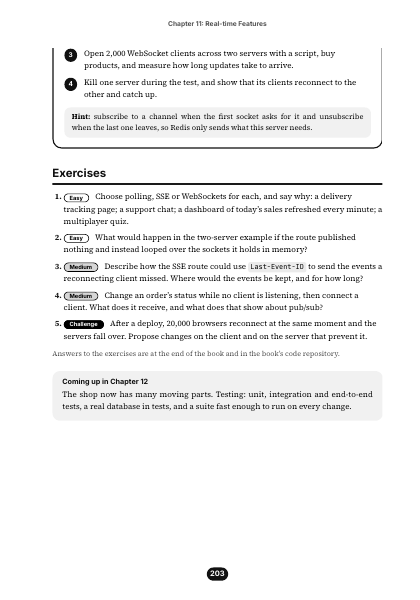 Chapter 11: Real-time Features
3 Open 2,000 WebSocket clients across two servers with a script, buy
products, and measure how long updates take to arrive.
4 Kill one server during the test, and show that its clients reconnect to the
other and catch up.
Hint: subscribe to a channel when the first socket asks for it and unsubscribe
when the last one leaves, so Redis only sends what this server needs.
Exercises
1. Easy Choose polling, SSE or WebSockets for each, and say why: a delivery
tracking page; a support chat; a dashboard of today's sales refreshed every minute; a
multiplayer quiz.
2. Easy What would happen in the two-server example if the route published
nothing and instead looped over the sockets it holds in memory?
3. Medium Describe how the SSE route could use Last-Event-ID to send the events a
reconnecting client missed. Where would the events be kept, and for how long?
4. Medium Change an order's status while no client is listening, then connect a
client. What does it receive, and what does this show about pub/sub?
5. Challenge After a deploy, 20,000 browsers reconnect at the same moment and the
servers fall over. Propose changes on the client and on the server that prevent it.
Answers to the exercises are at the end of the book and in the book's code repository.
Coming up in Chapter 12
The shop now has many moving parts. Testing: unit, integration and end-to-end
tests, a real database in tests, and a suite fast enough to run on every change.
203